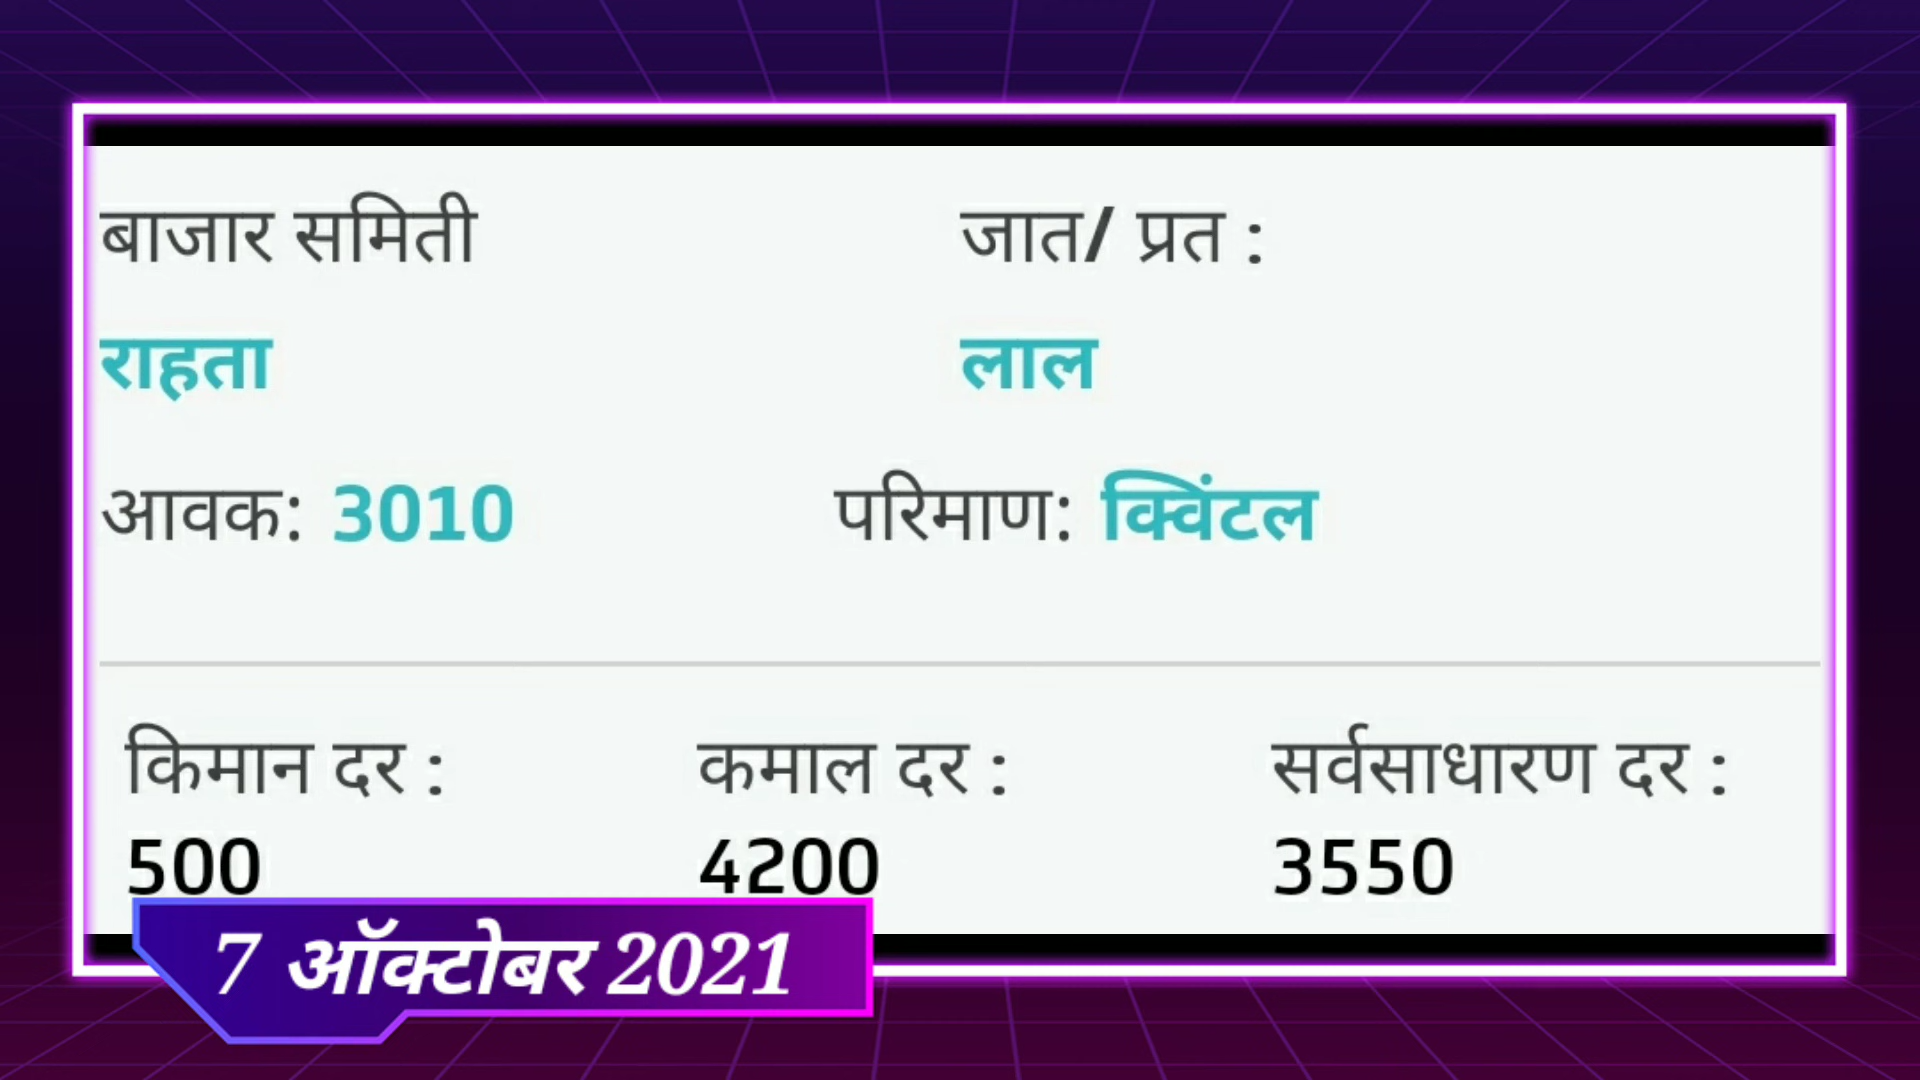 बाजार समिती जात/ प्रत :
राहता लाल
आवक: 3010 परिमाण: क्विंटल
किमान दर : कमाल दर : सर्वसाधारण दर :
500 4200 3550
7 ऑक्टोबर 2021